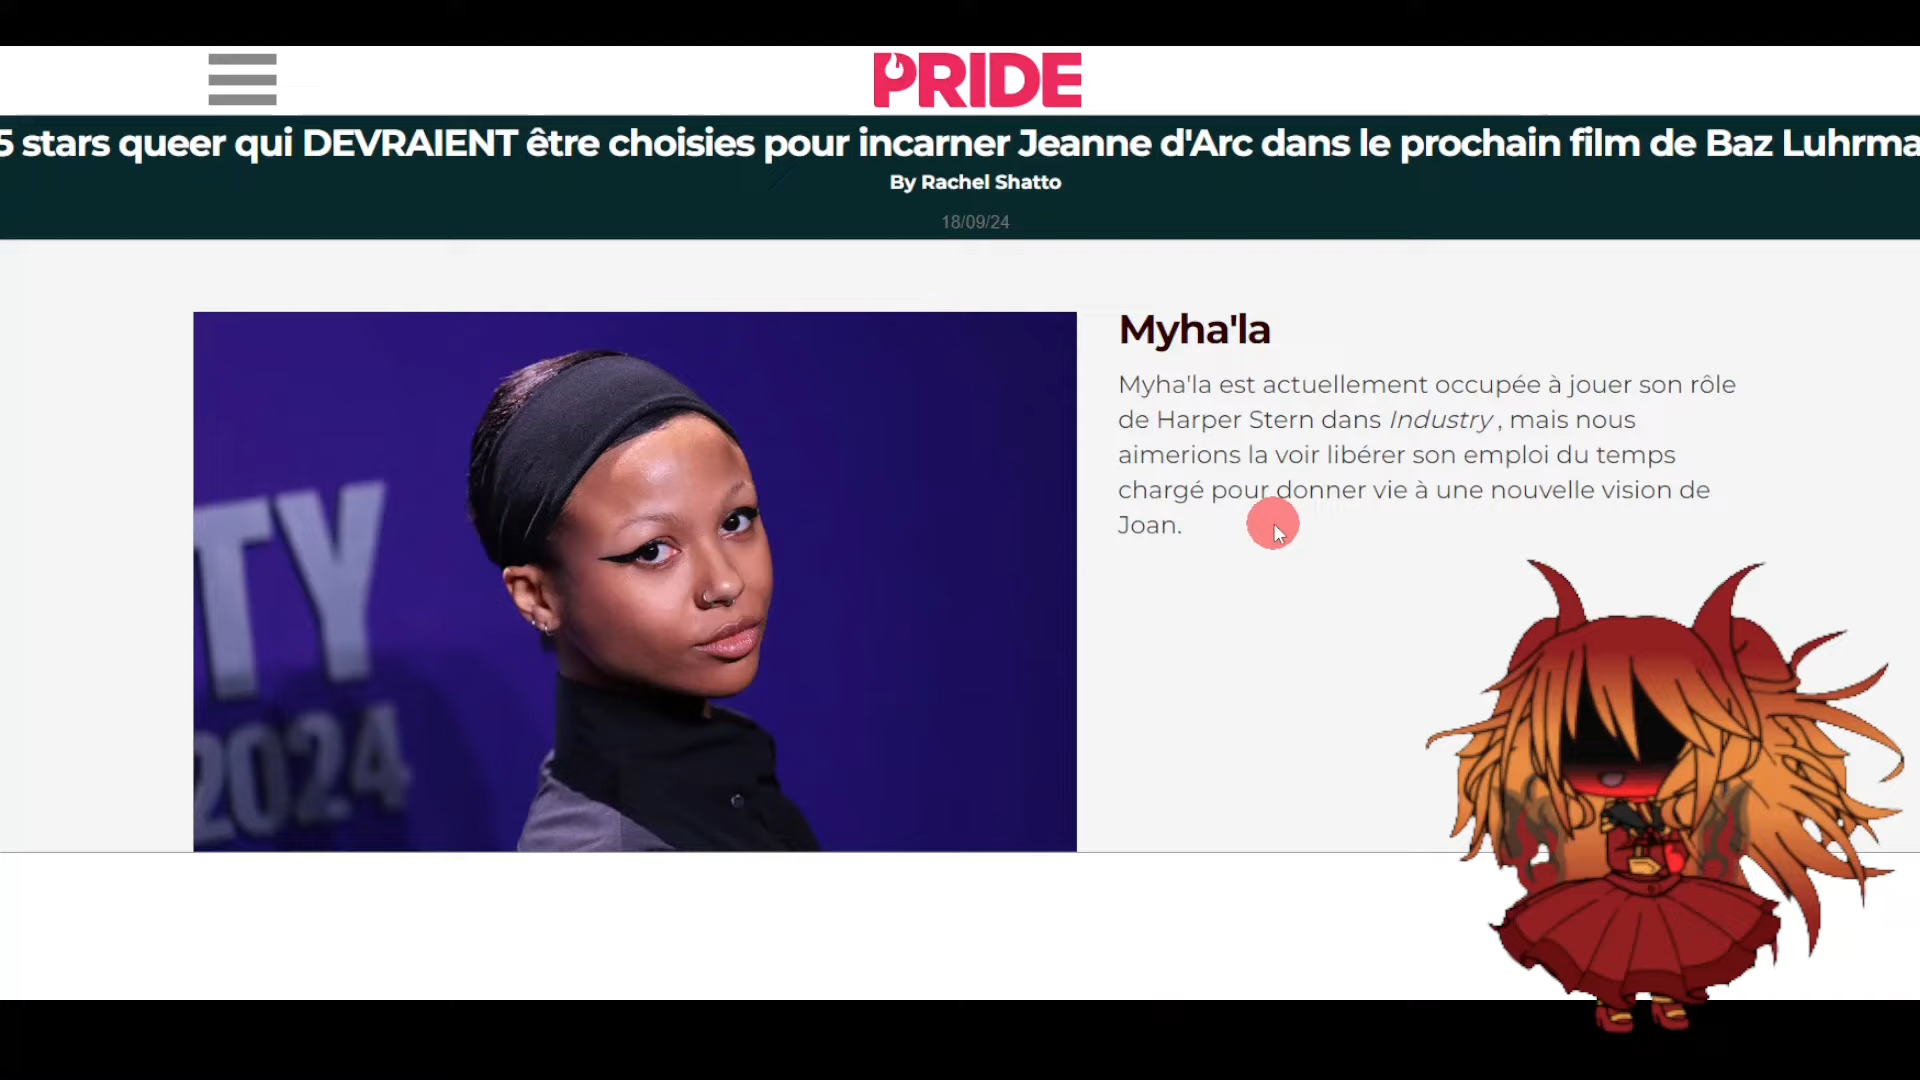 PRIDE
5 stars queer qui DEVRAIENT être choisies pour incarner Jeanne d'Arc dans le prochain film de Baz Luhrma
By Rachel Shatto
18/09/24
Myha'la
Myha'la est actuellement occupée à jouer son rôle
de Harper Stern dans Industry , mais nous
aimerions la voir libérer son emploi du temps
chargé pour donner vie à une nouvelle vision de
Joan.
TY
2024